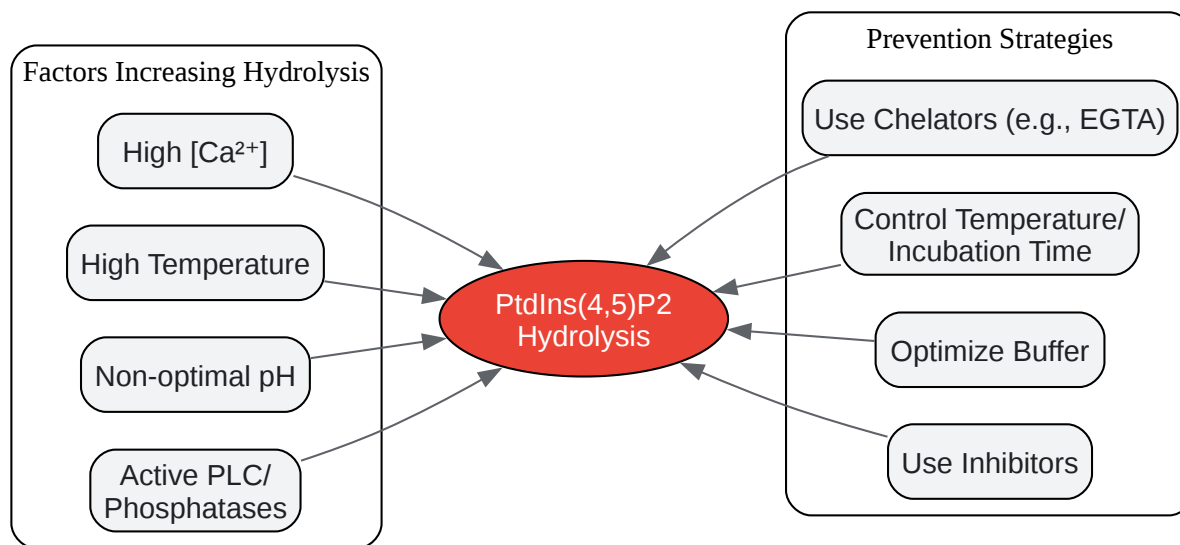 Factors Increasing Hydrolysis
High [Ca²⁺]
High Temperature
Non-optimal pH
Active PLC/
Phosphatases
PtdIns(4,5)P2
Hydrolysis
Prevention Strategies
Use Chelators (e.g., EGTA)
Control Temperature/
Incubation Time
Optimize Buffer
Use Inhibitors